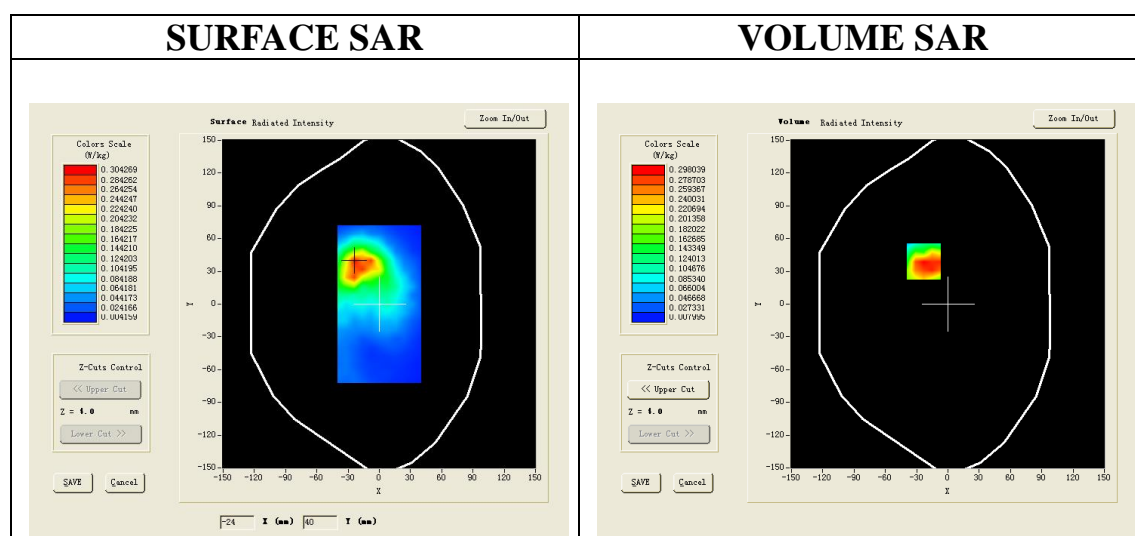 SURFACE SAR
VOLUME SAR
Surface Radiated Intensity
Zoom In/Out
Colors Scale
(W/kg)
0.304269
0.284262
0.264254
0.244247
0.224240
0.204232
0.184225
0.164217
0.144210
0.124203
0.104195
0.084188
0.064181
0.044173
0.024166
0.004159
150
120
90
60
30
0
-30
-60
-90
-120
-150
Y
-150 -120 -90 -60 -30 0 30 60 90 120 150
X
Z-Cuts Control
<< Upper Cut
Z = 4.0 mm
Lower Cut >>
SAVE
Cancel
-24 X (mm) 40 Y (mm)
Volume Radiated Intensity
Zoom In/Out
Colors Scale
(W/kg)
0.298039
0.278703
0.259367
0.240031
0.220694
0.201358
0.182022
0.162685
0.143349
0.124013
0.104676
0.085340
0.066004
0.046668
0.027331
0.007995
150
120
90
60
30
0
-30
-60
-90
-120
-150
Y
-150 -120 -90 -60 -30 0 30 60 90 120 150
X
Z-Cuts Control
<< Upper Cut
Z = 4.0 mm
Lower Cut >>
SAVE
Cancel